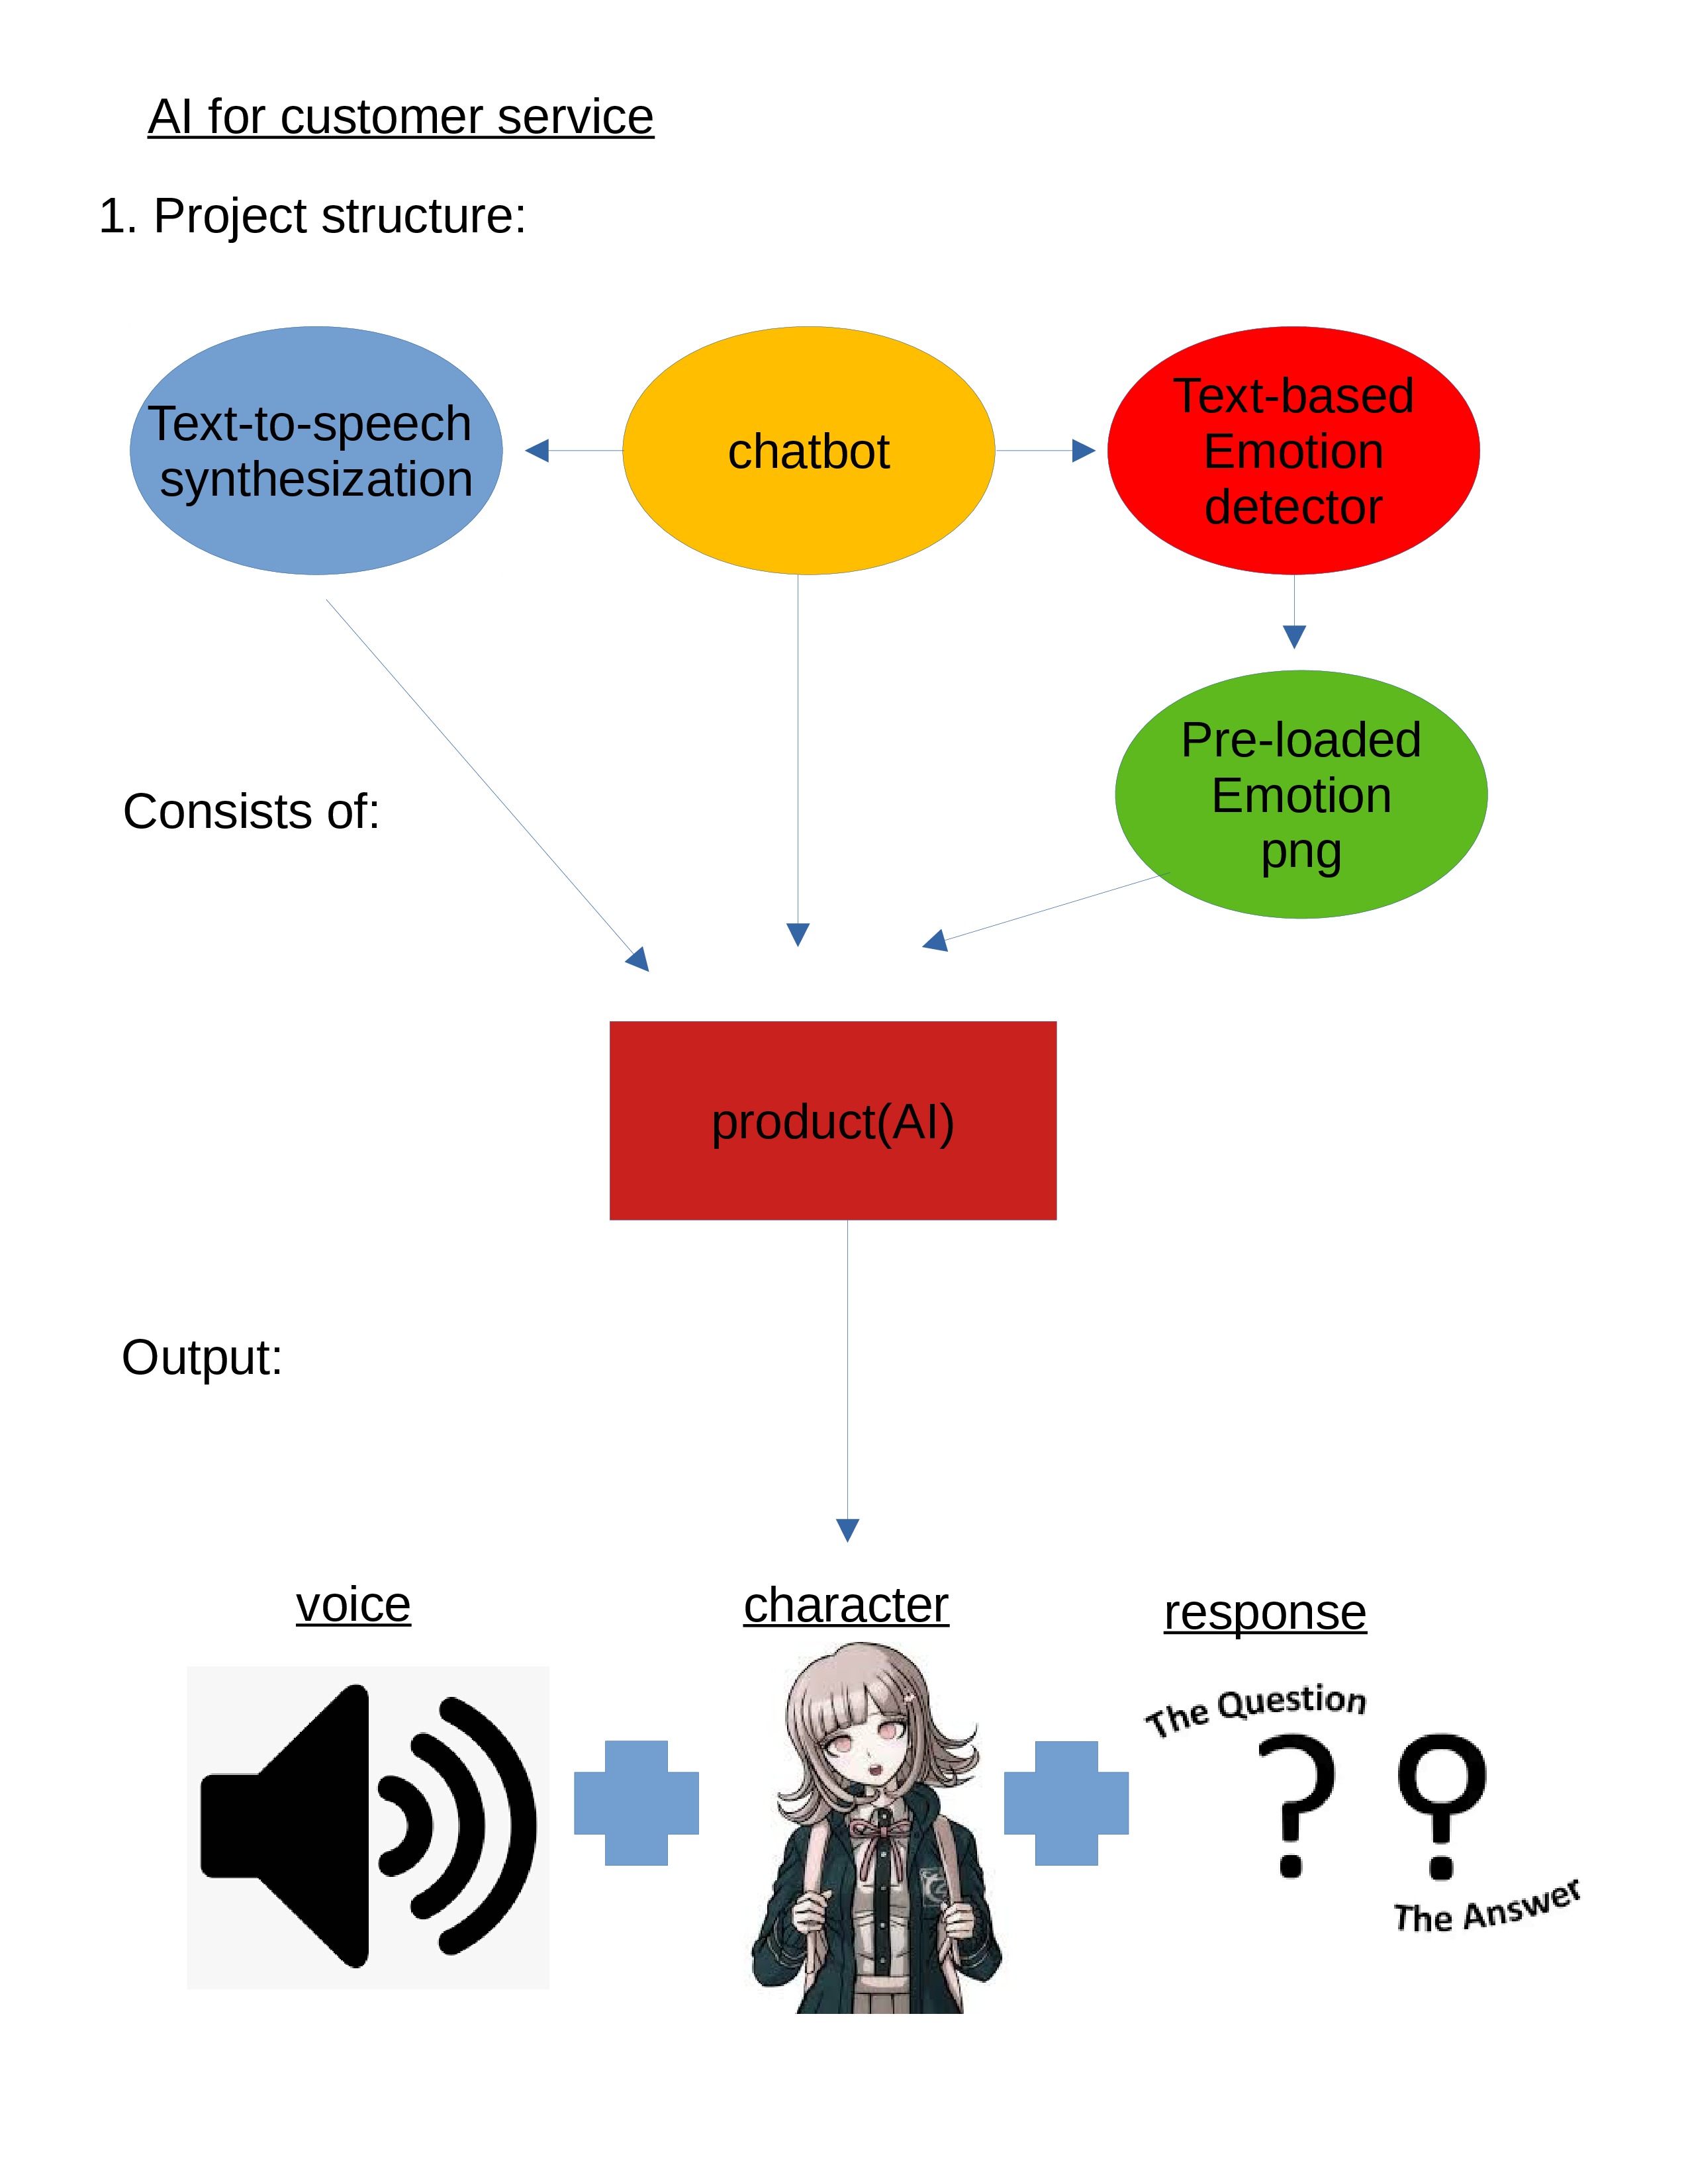 AI for customer service
1. Project structure:
Text-to-speech
synthesization
chatbot
Text-based
Emotion
detector
Pre-loaded
Emotion
png
Consists of:
product(AI)
Output:
voice
character
response
The Question
The Answer